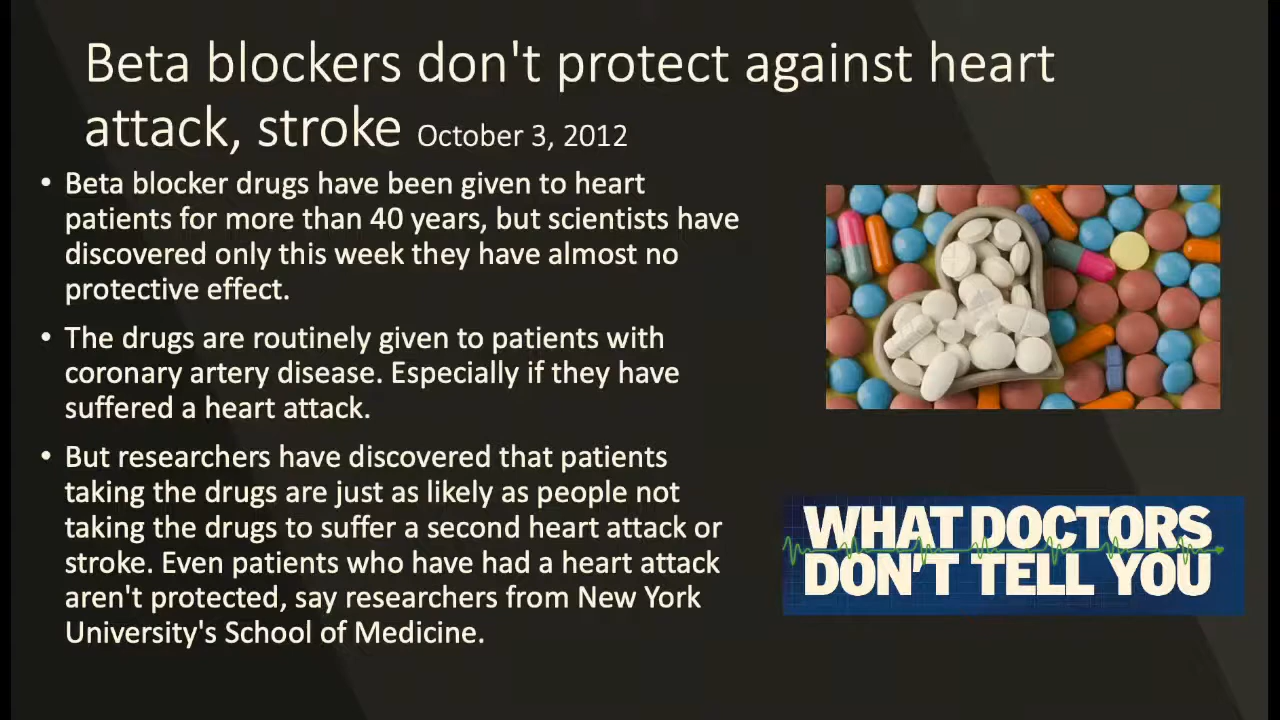 Beta blockers don't protect against heart
attack, stroke October 3, 2012
• Beta blocker drugs have been given to heart
patients for more than 40 years, but scientists have
discovered only this week they have almost no
protective effect.
• The drugs are routinely given to patients with
coronary artery disease. Especially if they have
suffered a heart attack.
• But researchers have discovered that patients
taking the drugs are just as likely as people not
taking the drugs to suffer a second heart attack or
stroke. Even patients who have had a heart attack
aren't protected, say researchers from New York
University's School of Medicine.
WHAT DOCTORS
DON'T TELL YOU